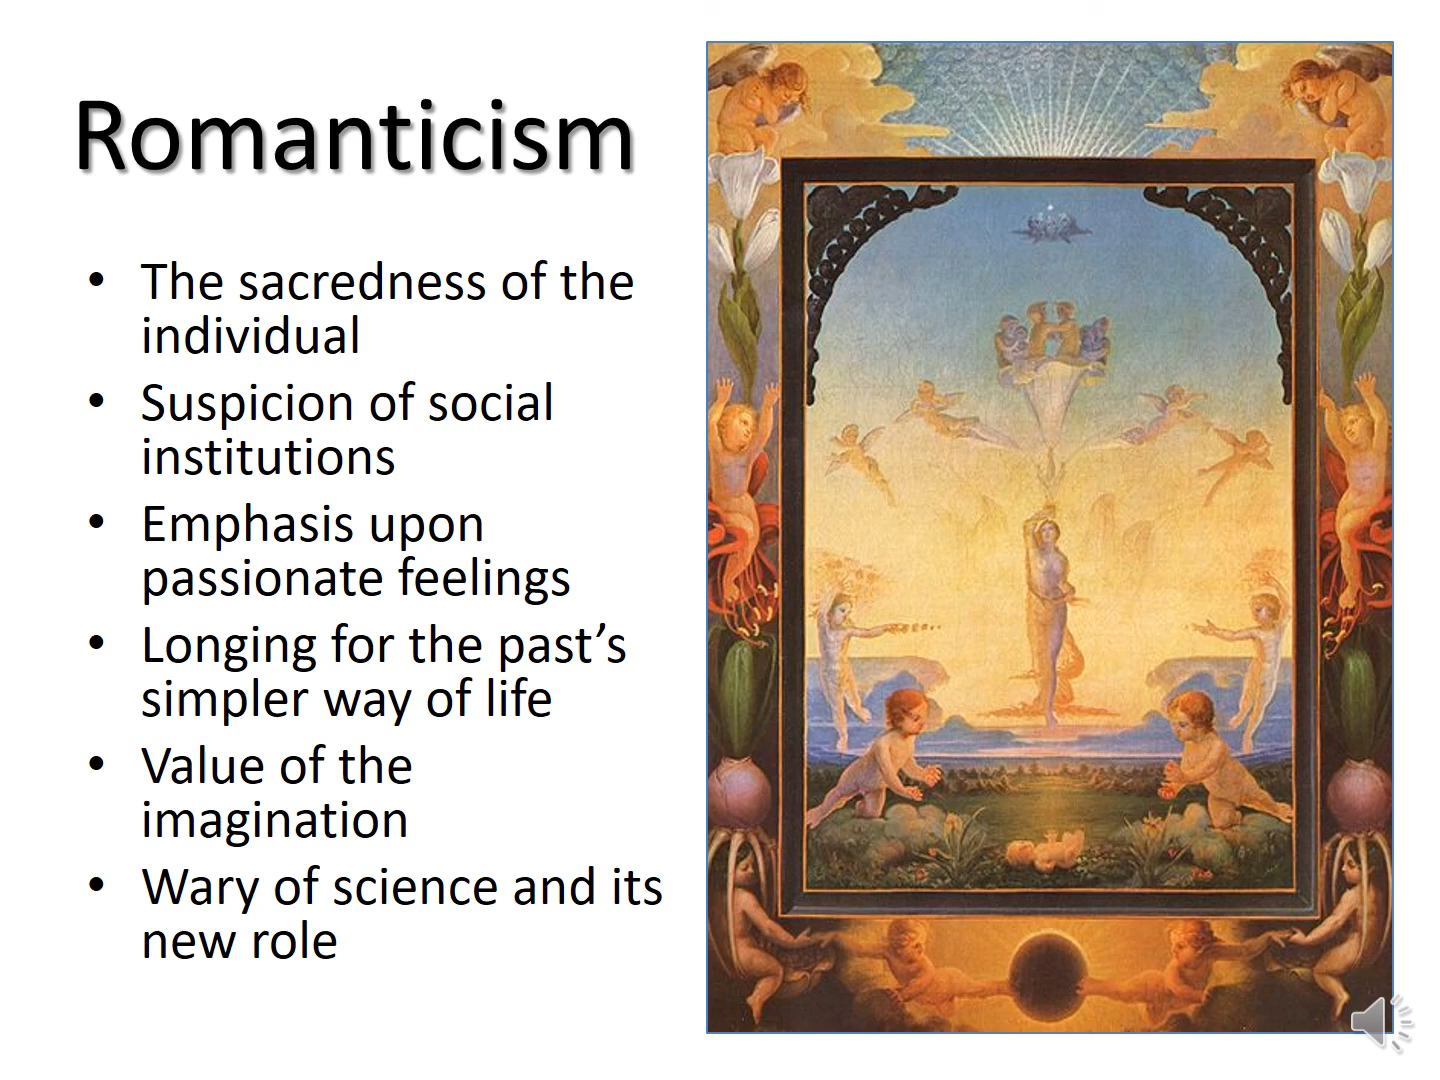 Romanticism
• The sacredness of the
individual
• Suspicion of social
institutions
• Emphasis upon
passionate feelings
• Longing for the past’s
simpler way of life
• Value of the
imagination
• Wary of science and its
new role